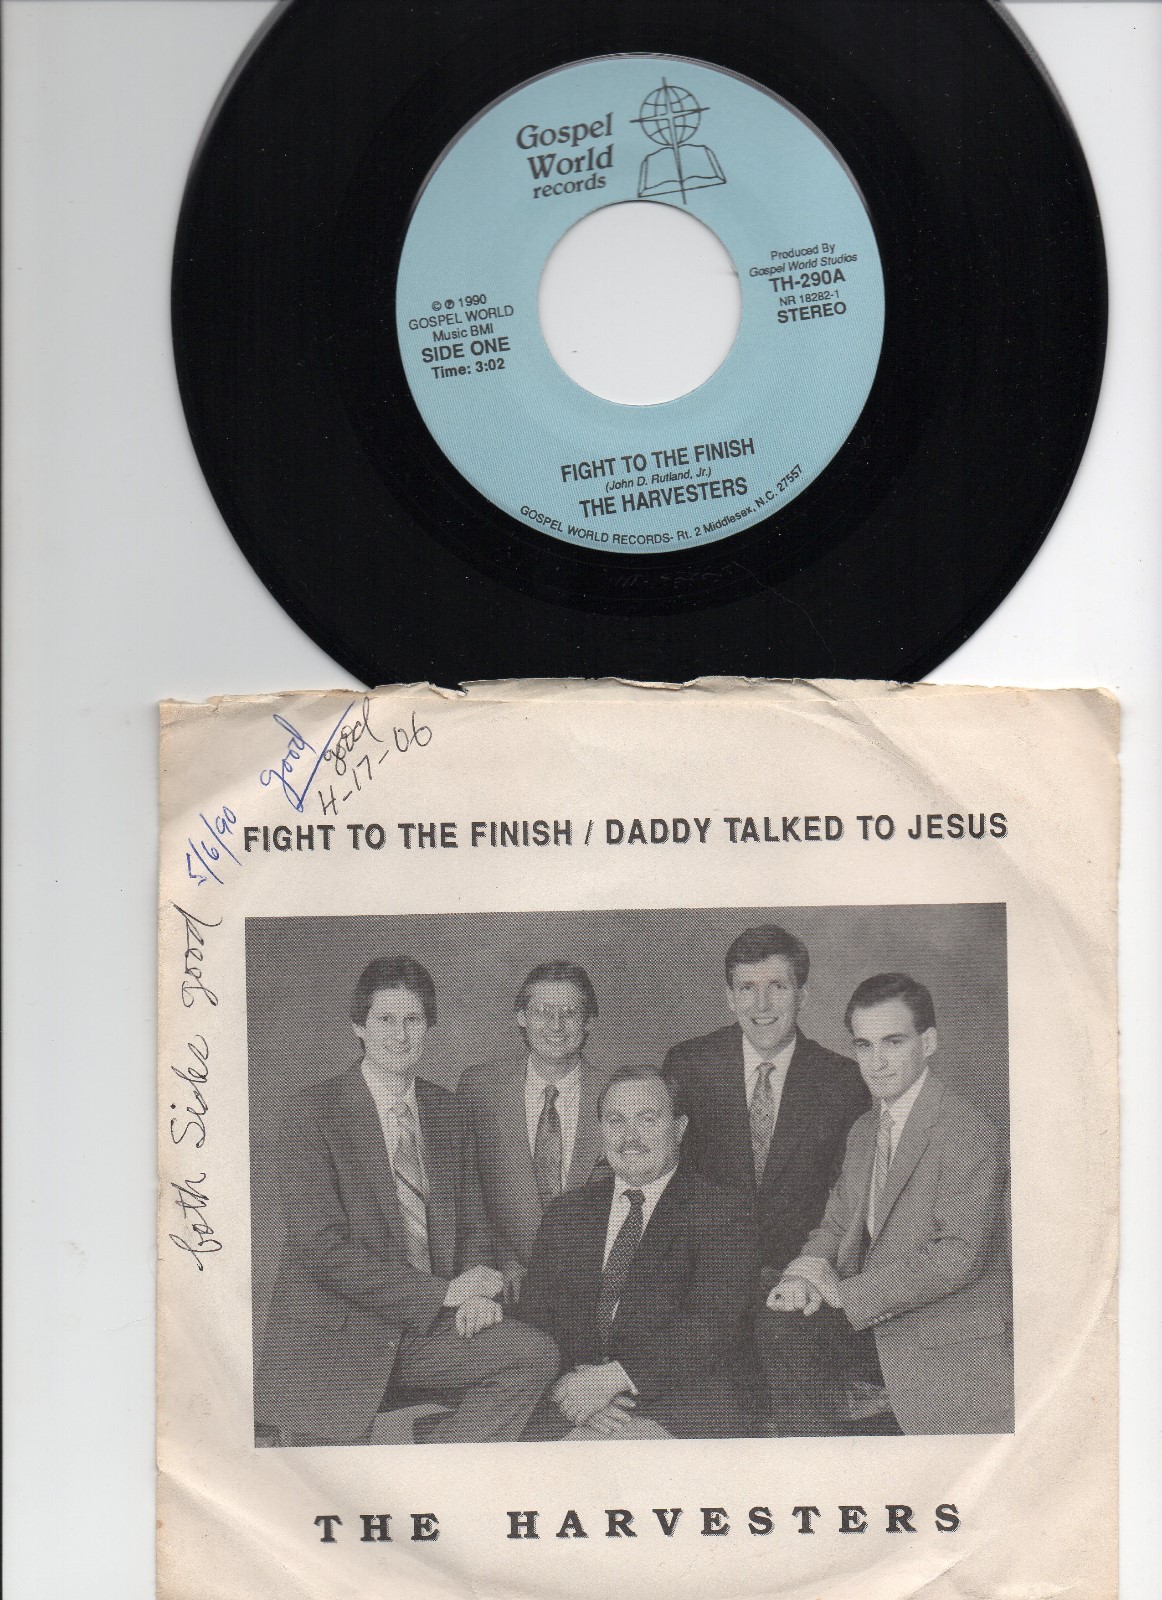 Gospel
World
records
© ℗ 1990
GOSPEL WORLD
Music BMI
SIDE ONE
Time: 3:02
Produced By
Gospel World Studios
TH-290A
NR 18282-1
STEREO
FIGHT TO THE FINISH
(John D. Rutland, Jr.)
THE HARVESTERS
GOSPEL WORLD RECORDS- Rt. 2 Middlesex, N.C. 27557
good
good
4-17-06
5/6/90
FIGHT TO THE FINISH / DADDY TALKED TO JESUS
both Sides good
THE HARVESTERS